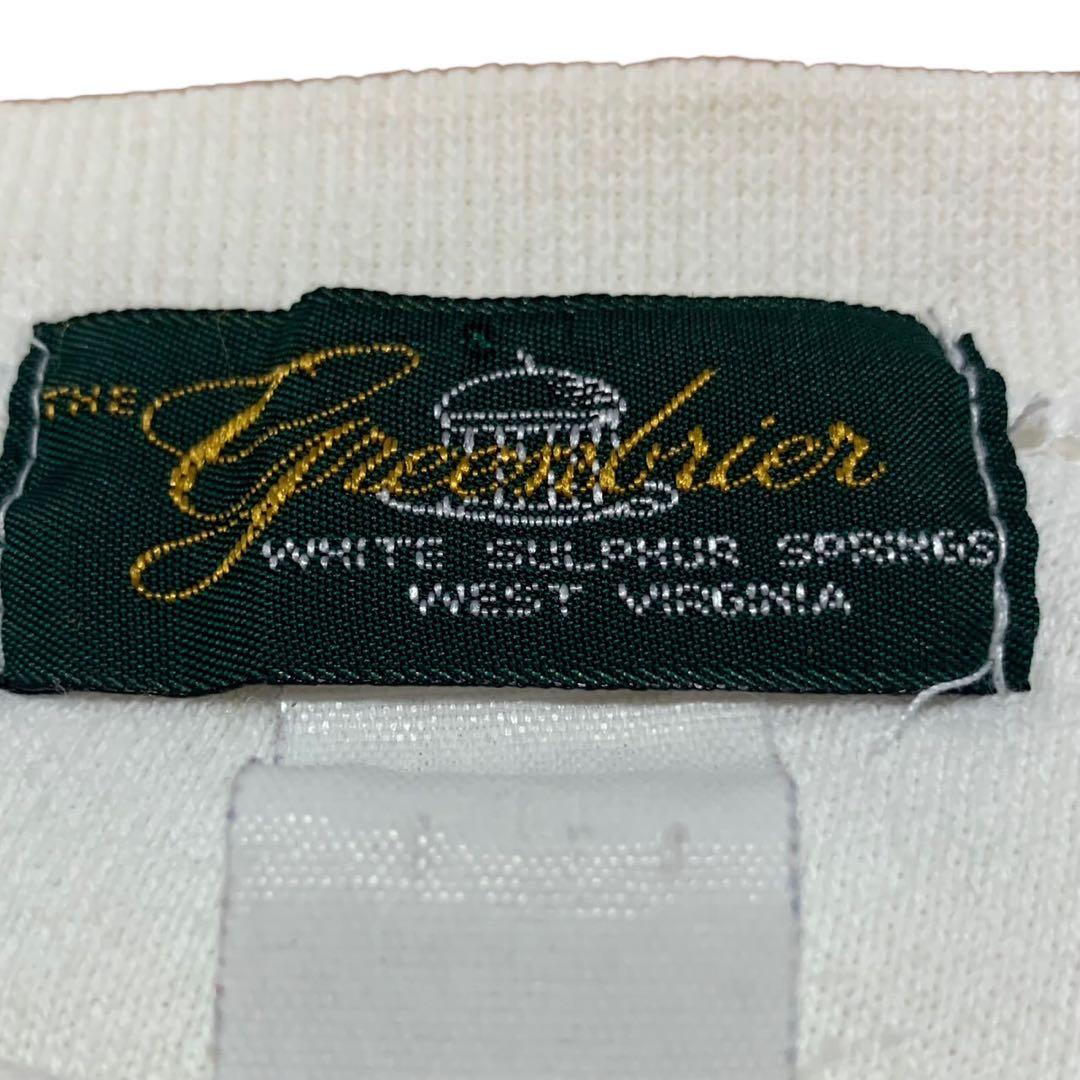 THE Greenbrier
WHITE SULPHUR SPRINGS
WEST VIRGINIA